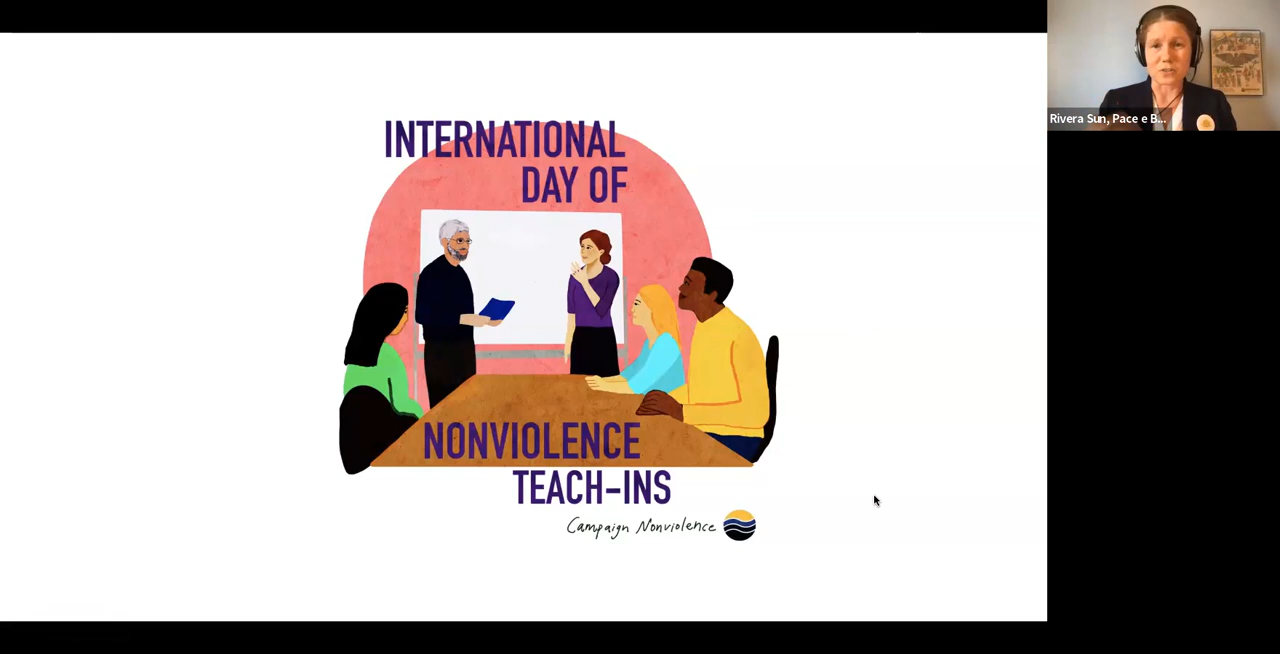 INTERNATIONAL
DAY OF
NONVIOLENCE
TEACH-INS
Campaign Nonviolence
Rivera Sun, Pace e B...